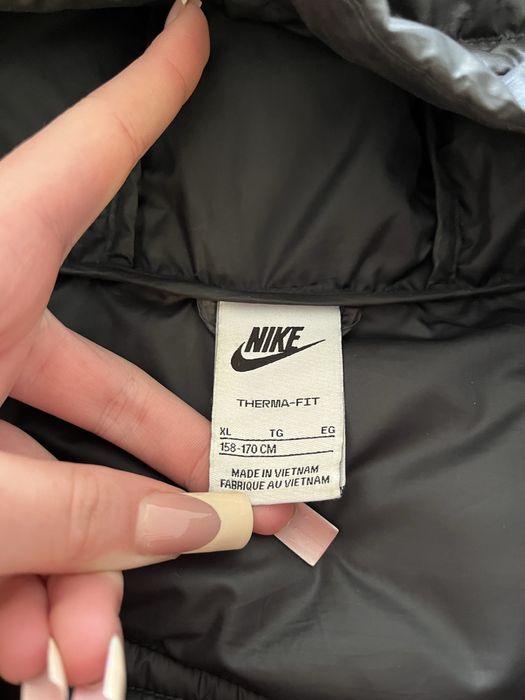 NIKE
THERMA-FIT
XL TG EG
158-170 CM
MADE IN VIETNAM
FABRIQUE AU VIETNAM